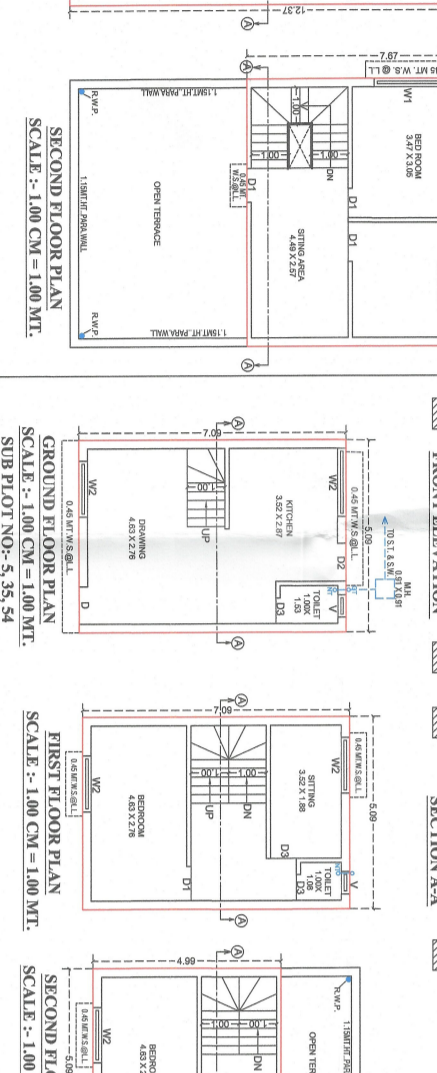 12.37
A
A
7.67
45 MT. W.S. @ L.L
W1
BED ROOM
3.47 X 3.05
1.00
1.00
1.00
DN
D1
D1
D1
0.45 MT.
W.S.@LL
SITING AREA
4.49 X 2.57
R.W.P.
1.15MT.HT..PARA.WALL
OPEN TERRACE
1.15MT.HT..PARA.WALL
1.15MT.HT..PARA.WALL
R.W.P.
A
A
SECOND FLOOR PLAN
SCALE :- 1.00 CM = 1.00 MT.
FRONT ELEVATION
SECTION A-A
7.09
A
5.09
0.45 MT.W.S.@L.L.
W2
KITCHEN
3.52 X 2.67
D2
TO S.T. & S.W.
M.H.
0.91 X 0.91
TOILET
1.00X
1.53
V
D3
1.00
UP
DRAWING
4.63 X 2.76
W2
D
0.45 MT.W.S.@L.L.
A
GROUND FLOOR PLAN
SCALE :- 1.00 CM = 1.00 MT.
SUB PLOT NO:- 5, 35, 54
7.09
A
5.09
0.45 MT.W.S.@L.L.
W2
SITTING
3.52 X 1.88
D3
TOILET
1.00X
1.08
V
D3
1.00
1.00
DN
UP
BEDROOM
4.63 X 2.76
D1
W2
0.45 MT.W.S.@L.L.
A
FIRST FLOOR PLAN
SCALE :- 1.00 CM = 1.00 MT.
4.99
A
R.W.P.
1.15MT.HT..PAR
OPEN TER
1.00
1.00
DN
BEDRO
4.63 X 2
W2
0.45 MT.W.S.@L.L.
5.09
SECOND FLO
SCALE :- 1.00